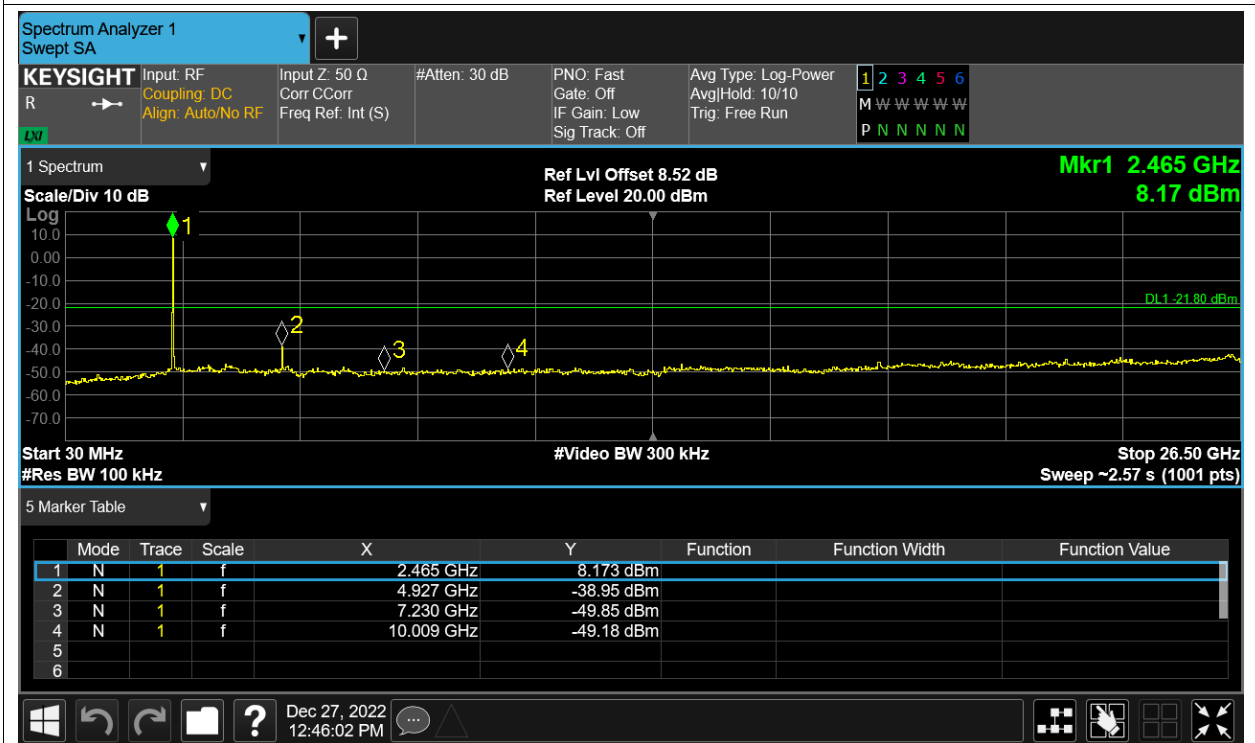 Spectrum Analyzer 1
Swept SA
KEYSIGHT
R
LXI
Input: RF
Coupling: DC
Align: Auto/No RF
Input Z: 50 Ω
Corr CCorr
Freq Ref: Int (S)
#Atten: 30 dB
PNO: Fast
Gate: Off
IF Gain: Low
Sig Track: Off
Avg Type: Log-Power
Avg|Hold: 10/10
Trig: Free Run
1 2 3 4 5 6
M W W W W W
P N N N N N
1 Spectrum
Scale/Div 10 dB
Ref Lvl Offset 8.52 dB
Ref Level 20.00 dBm
Mkr1 2.465 GHz
8.17 dBm
Log
10.0
0.00
-10.0
-20.0
-30.0
-40.0
-50.0
-60.0
-70.0
1
2
3
4
DL1 -21.80 dBm
Start 30 MHz
#Video BW 300 kHz
Stop 26.50 GHz
#Res BW 100 kHz
Sweep ~2.57 s (1001 pts)
5 Marker Table
Mode Trace Scale X Y Function Function Width Function Value
1 N 1 f 2.465 GHz 8.173 dBm
2 N 1 f 4.927 GHz -38.95 dBm
3 N 1 f 7.230 GHz -49.85 dBm
4 N 1 f 10.009 GHz -49.18 dBm
5
6
?
Dec 27, 2022
12:46:02 PM